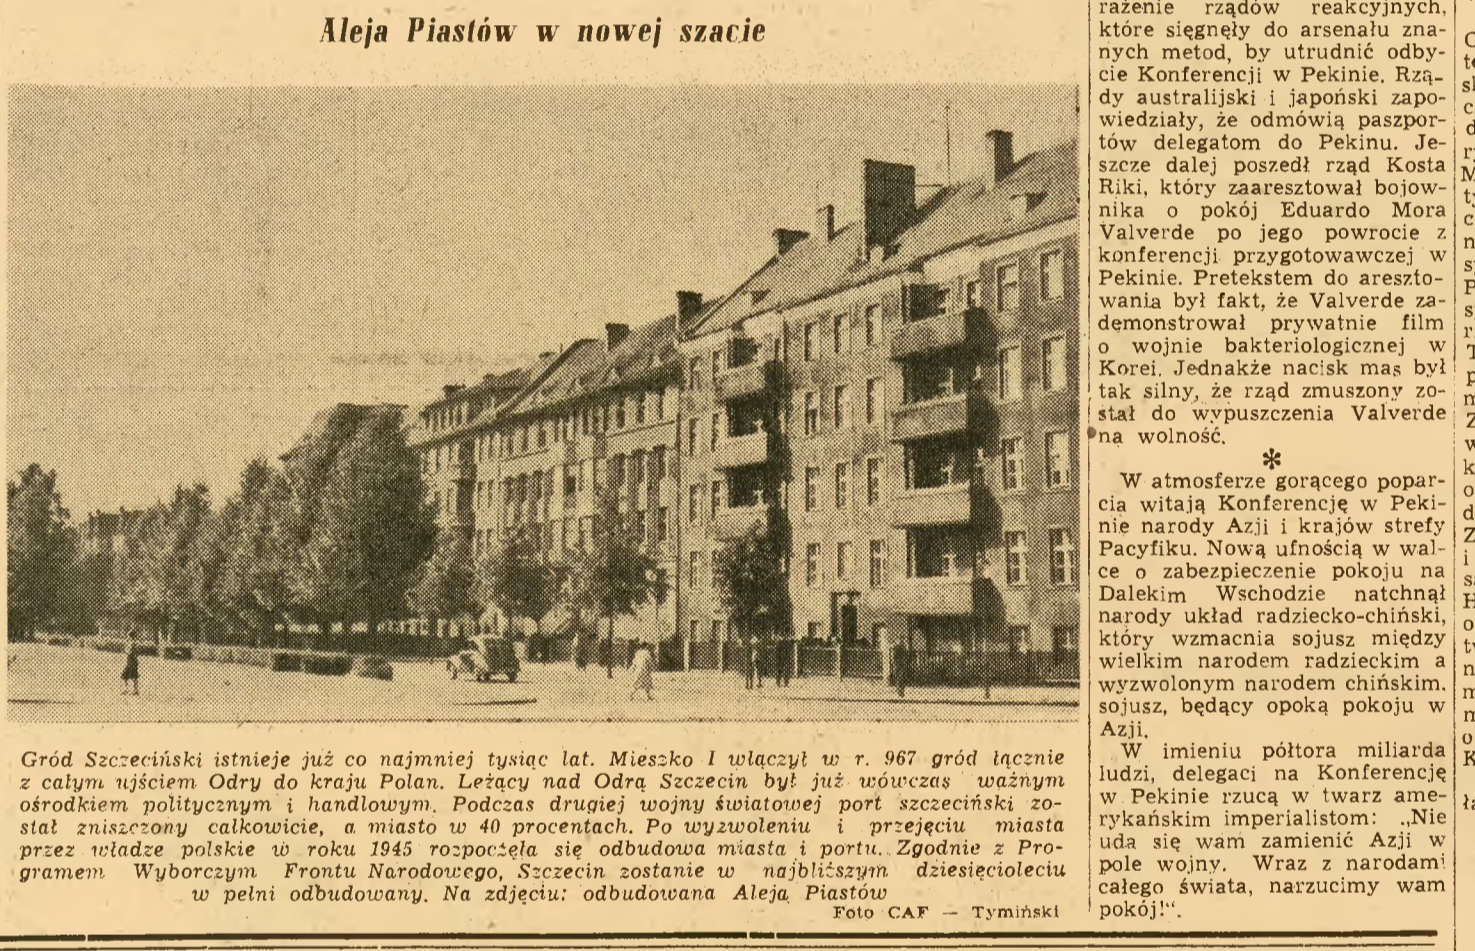 Aleja Piastów w nowej szacie
Gród Szczeciński istnieje już co najmniej tysiąc lat. Mieszko I włączył w r. 967 gród łącznie
z całym ujściem Odry do kraju Polan. Leżący nad Odrą Szczecin był już wówczas ważnym
ośrodkiem politycznym i handlowym. Podczas drugiej wojny światowej port szczeciński zo-
stał zniszczony całkowicie, a miasto w 40 procentach. Po wyzwoleniu i przejęciu miasta
przez władze polskie w roku 1945 rozpoczęła się odbudowa miasta i portu. Zgodnie z Pro-
gramem Wyborczym Frontu Narodowego, Szczecin zostanie w najbliższym dziesięcioleciu
w pełni odbudowany. Na zdjęciu: odbudowana Aleja Piastów
Foto CAF — Tymiński
rażenie rządów reakcyjnych,
które sięgnęły do arsenału zna-
nych metod, by utrudnić odby-
cie Konferencji w Pekinie. Rzą-
dy australijski i japoński zapo-
wiedziały, że odmówią paszpor-
tów delegatom do Pekinu. Je-
szcze dalej poszedł rząd Kosta
Riki, który zaaresztował bojow-
nika o pokój Eduardo Mora
Valverde po jego powrocie z
konferencji przygotowawczej w
Pekinie. Pretekstem do areszto-
wania był fakt, że Valverde za-
demonstrował prywatnie film
o wojnie bakteriologicznej w
Korei. Jednakże nacisk mas był
tak silny, że rząd zmuszony zo-
stał do wypuszczenia Valverde
na wolność.
*
W atmosferze gorącego popar-
cia witają Konferencję w Peki-
nie narody Azji i krajów strefy
Pacyfiku. Nową ufnością w wal-
ce o zabezpieczenie pokoju na
Dalekim Wschodzie natchnął
narody układ radziecko-chiński,
który wzmacnia sojusz między
wielkim narodem radzieckim a
wyzwolonym narodem chińskim.
sojusz, będący opoką pokoju w
Azji.
W imieniu półtora miliarda
ludzi, delegaci na Konferencję
w Pekinie rzucą w twarz ame-
rykańskim imperialistom: „Nie
uda się wam zamienić Azji w
pole wojny. Wraz z narodami
całego świata, narzucimy wam
pokój!“.